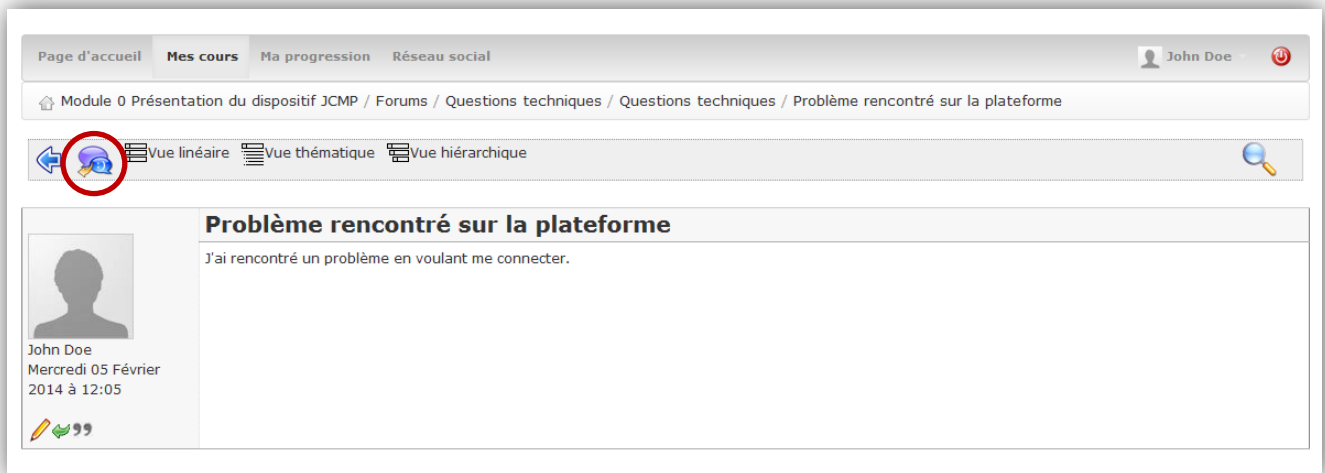 Page d'accueil Mes cours Ma progression Réseau social John Doe
Module 0 Présentation du dispositif JCMP / Forums / Questions techniques / Questions techniques / Problème rencontré sur la plateforme
Vue linéaire Vue thématique Vue hiérarchique
Problème rencontré sur la plateforme
J'ai rencontré un problème en voulant me connecter.
John Doe
Mercredi 05 Février
2014 à 12:05